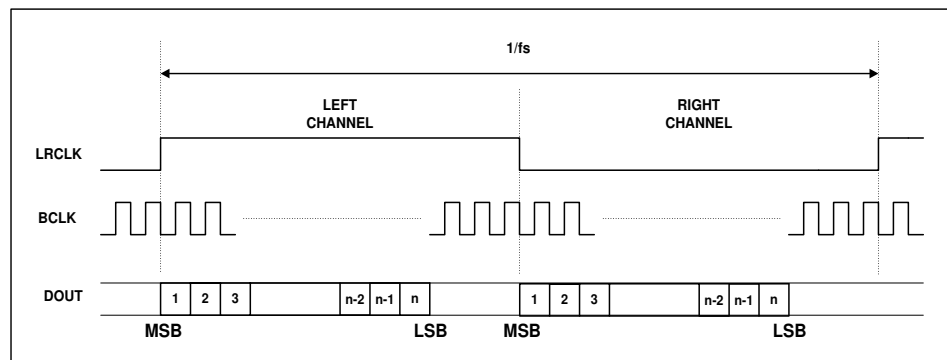 1/fs
LEFT
CHANNEL
RIGHT
CHANNEL
LRCLK
BCLK
DOUT
1 2 3 n-2 n-1 n 1 2 3 n-2 n-1 n
MSB LSB MSB LSB